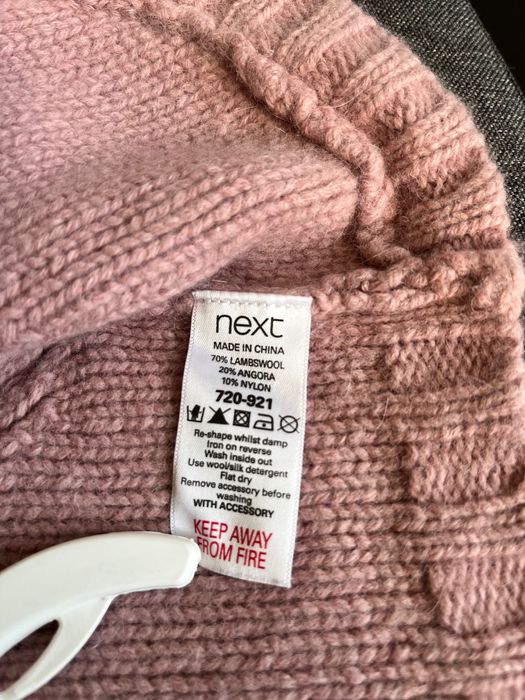 next
MADE IN CHINA
70% LAMBSWOOL
20% ANGORA
10% NYLON
720-921
Re-shape whilst damp
Iron on reverse
Wash inside out
Use wool/silk detergent
Flat dry
Remove accessory before
washing
WITH ACCESSORY
KEEP AWAY
FROM FIRE